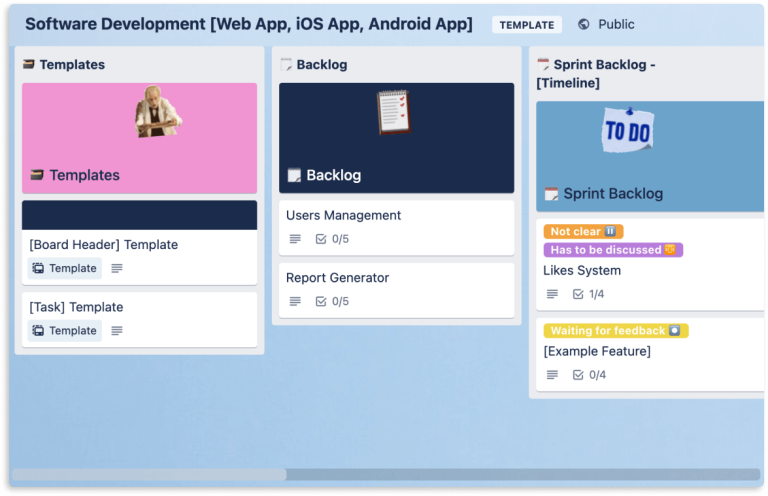 Software Development [Web App, iOS App, Android App] TEMPLATE Public
Templates
Templates
[Board Header] Template
Template
[Task] Template
Template
Backlog
Backlog
Users Management
0/5
Report Generator
0/5
Sprint Backlog -
[Timeline]
TO DO
Sprint Backlog
Not clear
Has to be discussed
Likes System
1/4
Waiting for feedback
[Example Feature]
0/4